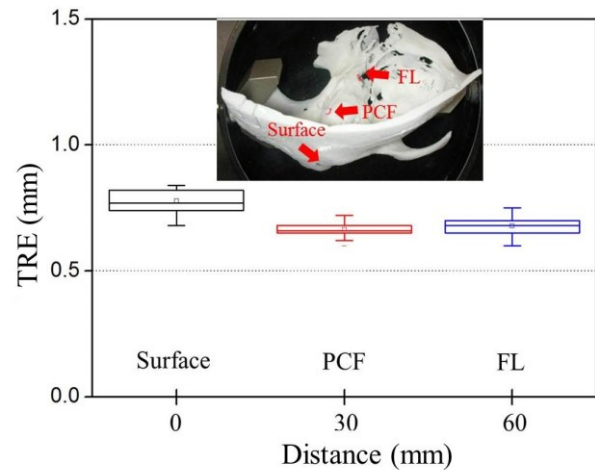 1.5
FL
PCF
Surface
1.0
TRE (mm)
0.5
Surface PCF FL
0.0
0 30 60
Distance (mm)